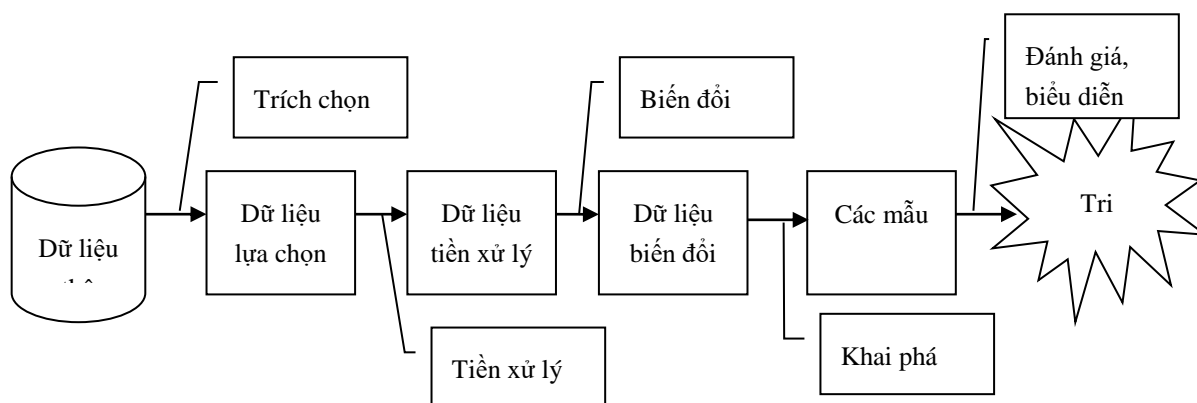 Đánh giá,
biểu diễn
Trích chọn
Biến đổi
Dữ liệu
Dữ liệu
lựa chọn
Dữ liệu
tiền xử lý
Dữ liệu
biến đổi
Các mẫu
Tri
Tiền xử lý
Khai phá